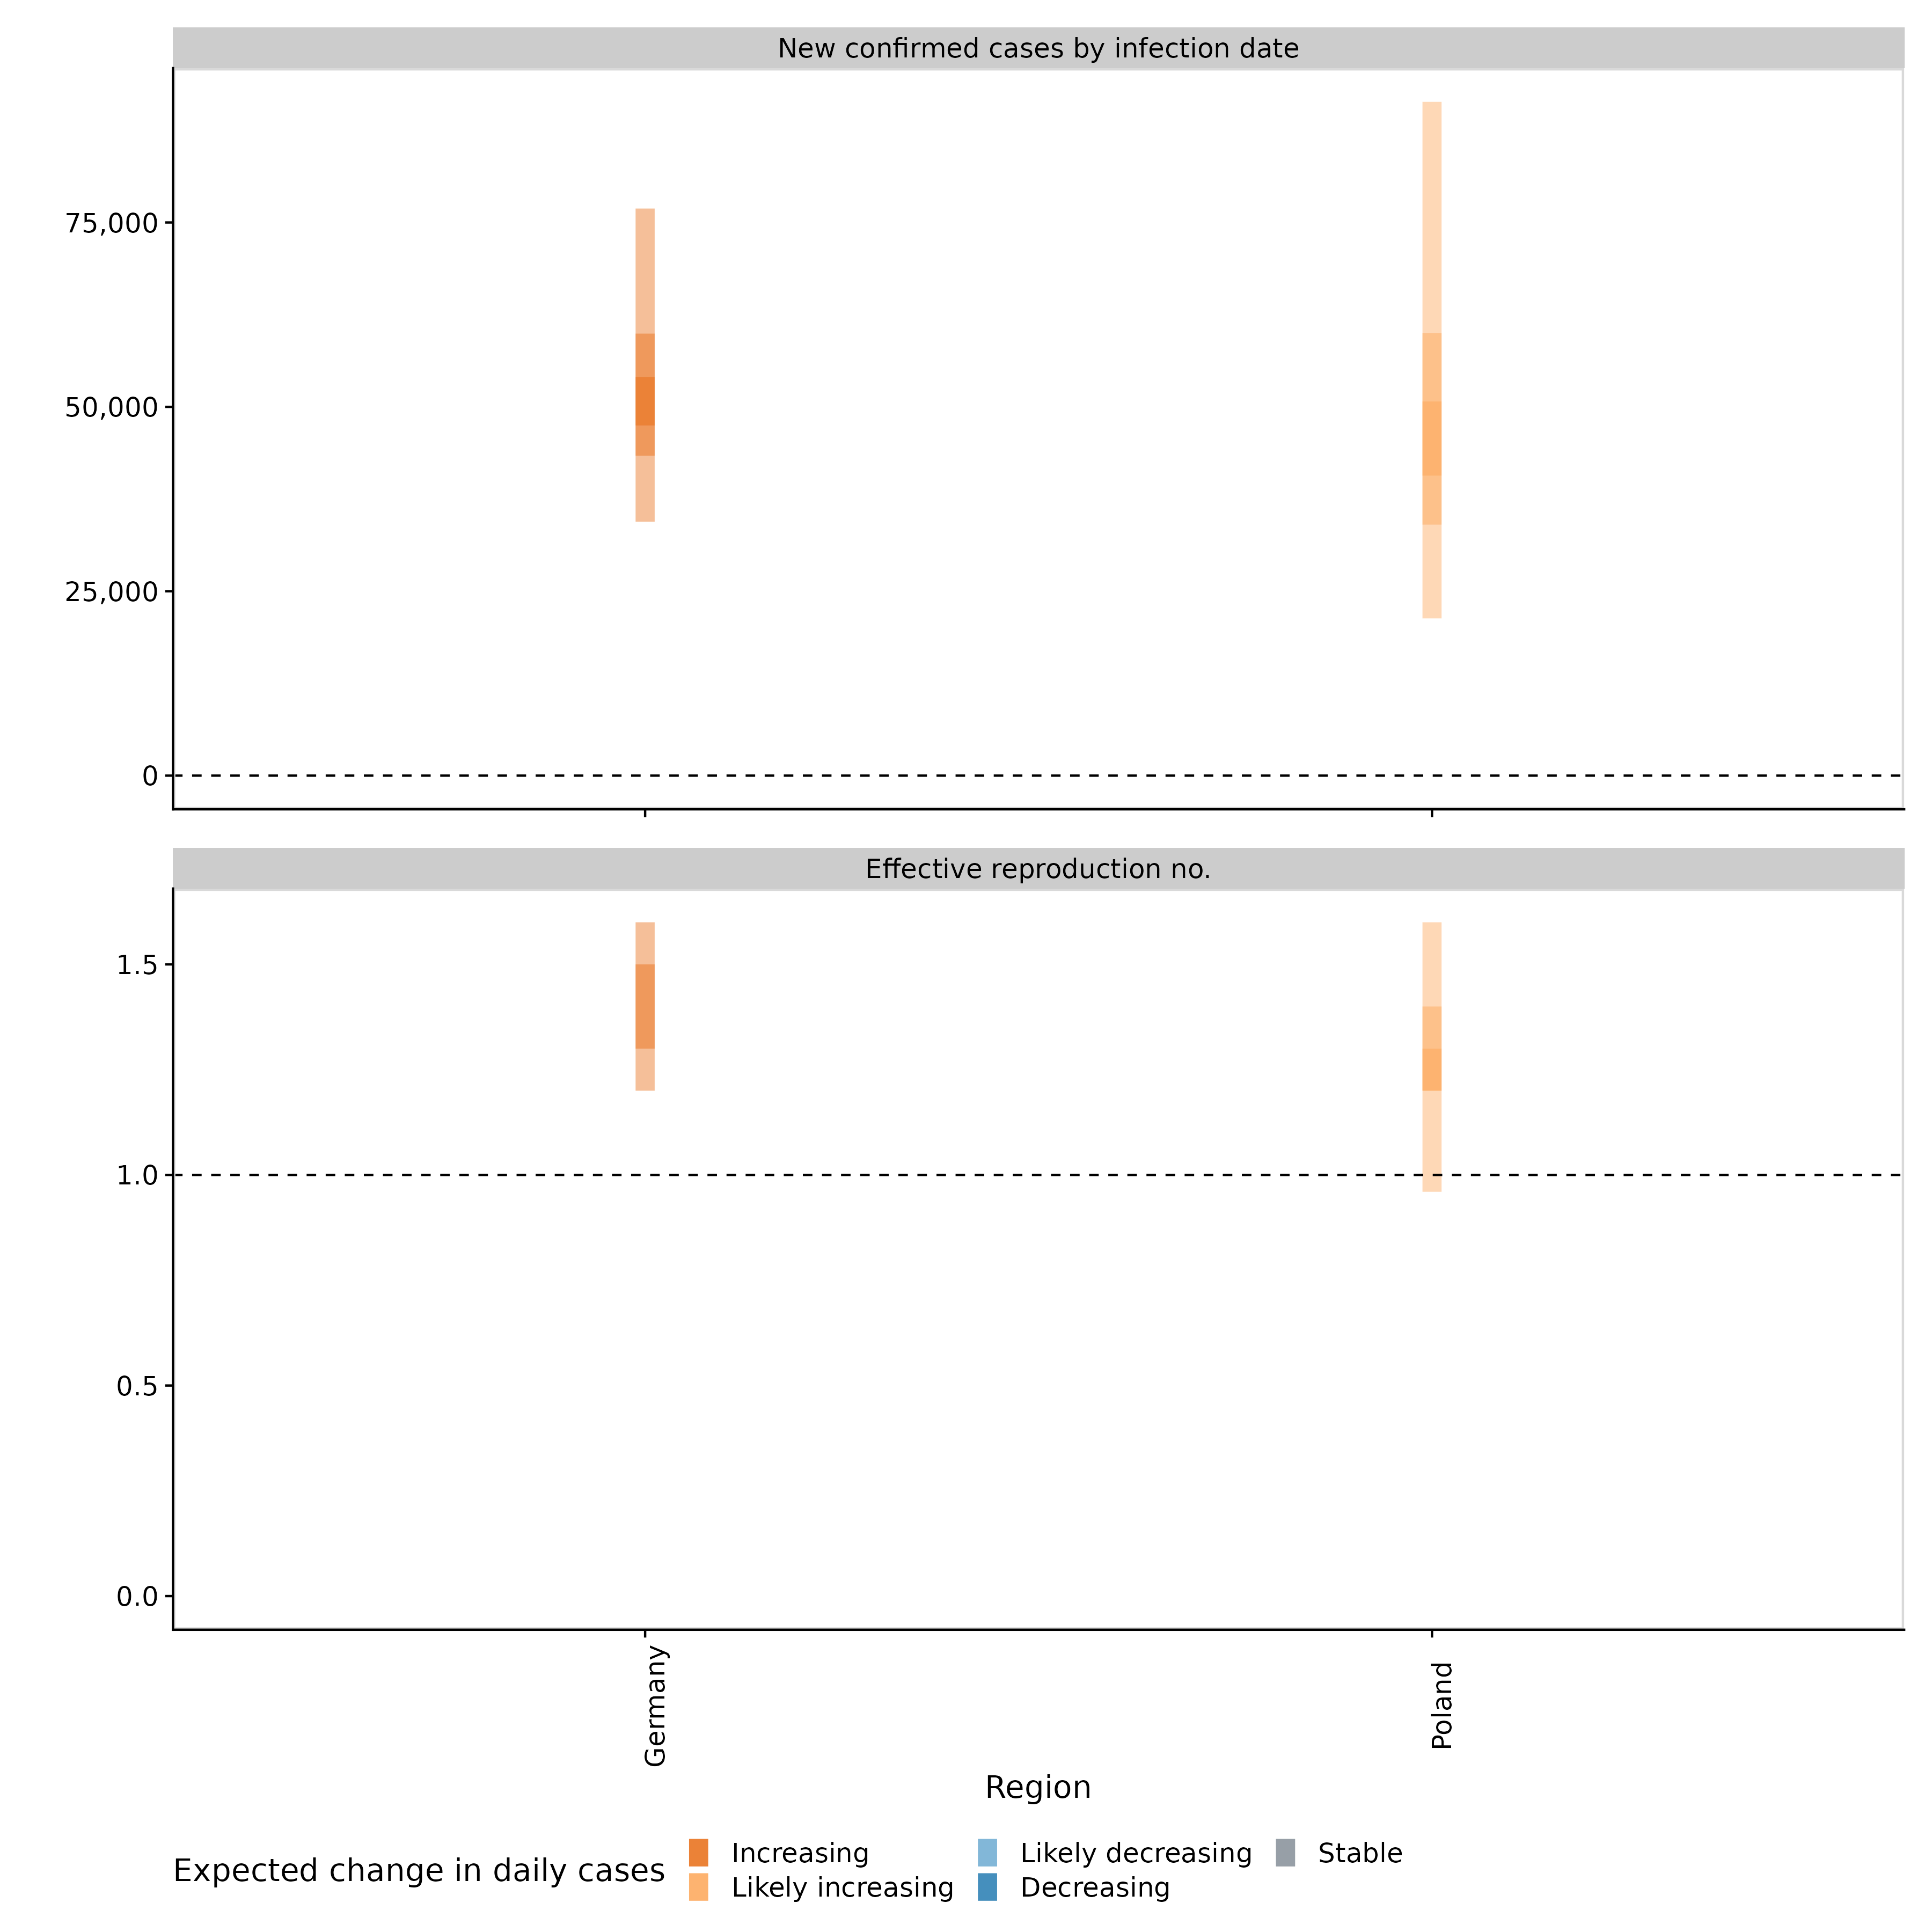 New confirmed cases by infection date
75,000
50,000
25,000
0
Effective reproduction no.
1.5
1.0
0.5
0.0
Germany
Poland
Region
Expected change in daily cases
Increasing
Likely increasing
Likely decreasing
Decreasing
Stable